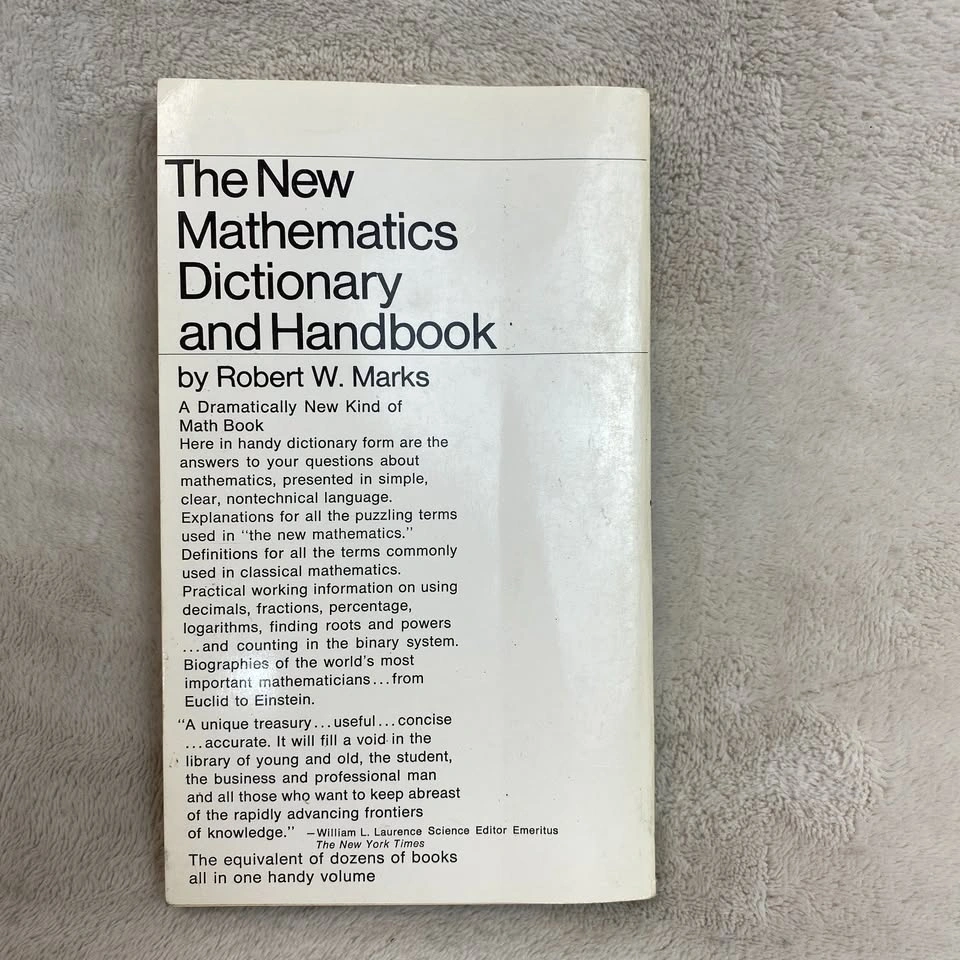 The New
Mathematics
Dictionary
and Handbook
by Robert W. Marks
A Dramatically New Kind of
Math Book
Here in handy dictionary form are the
answers to your questions about
mathematics, presented in simple,
clear, nontechnical language.
Explanations for all the puzzling terms
used in "the new mathematics."
Definitions for all the terms commonly
used in classical mathematics.
Practical working information on using
decimals, fractions, percentage,
logarithms, finding roots and powers
...and counting in the binary system.
Biographies of the world's most
important mathematicians...from
Euclid to Einstein.
"A unique treasury...useful...concise
...accurate. It will fill a void in the
library of young and old, the student,
the business and professional man
and all those who want to keep abreast
of the rapidly advancing frontiers
of knowledge." —William L. Laurence Science Editor Emeritus
The New York Times
The equivalent of dozens of books
all in one handy volume